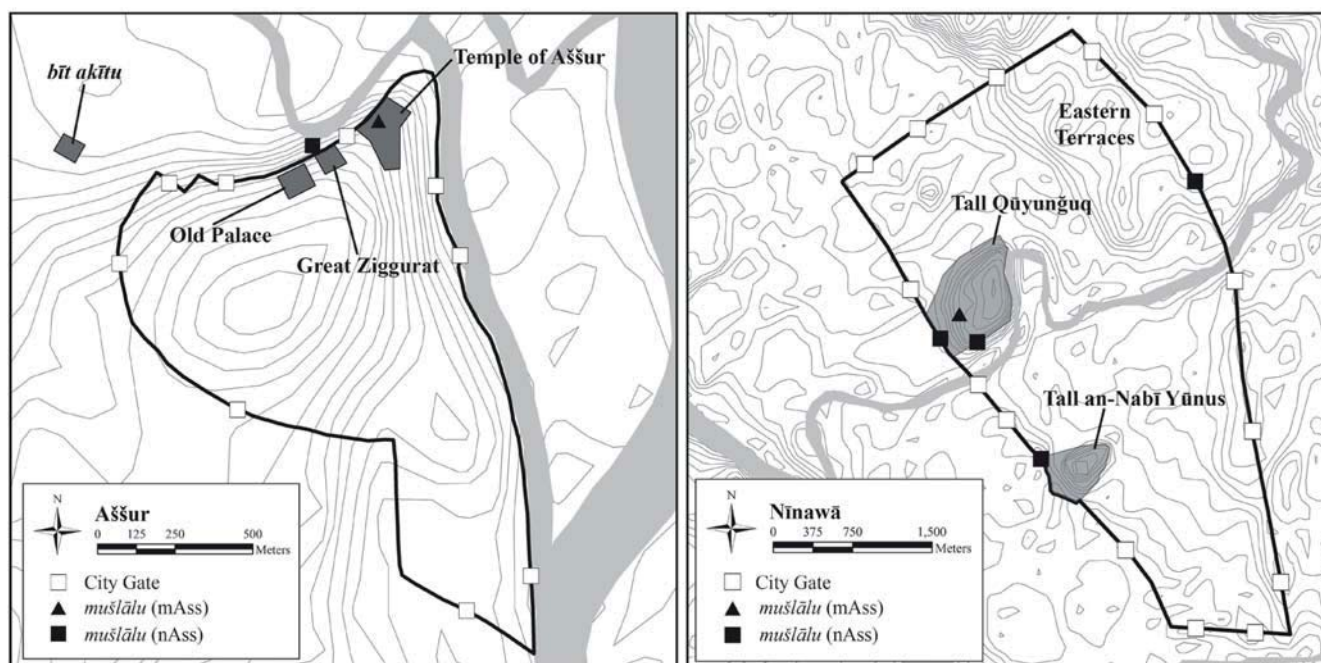 bīt akītu
Temple of Aššur
Old Palace
Great Ziggurat
N
Aššur
0 125 250 500
Meters
City Gate
mušlālu (mAss)
mušlālu (nAss)
Eastern
Terraces
Tall Qūyunǧuq
Tall an-Nabī Yūnus
N
Nīnawā
0 375 750 1,500
Meters
City Gate
mušlālu (mAss)
mušlālu (nAss)